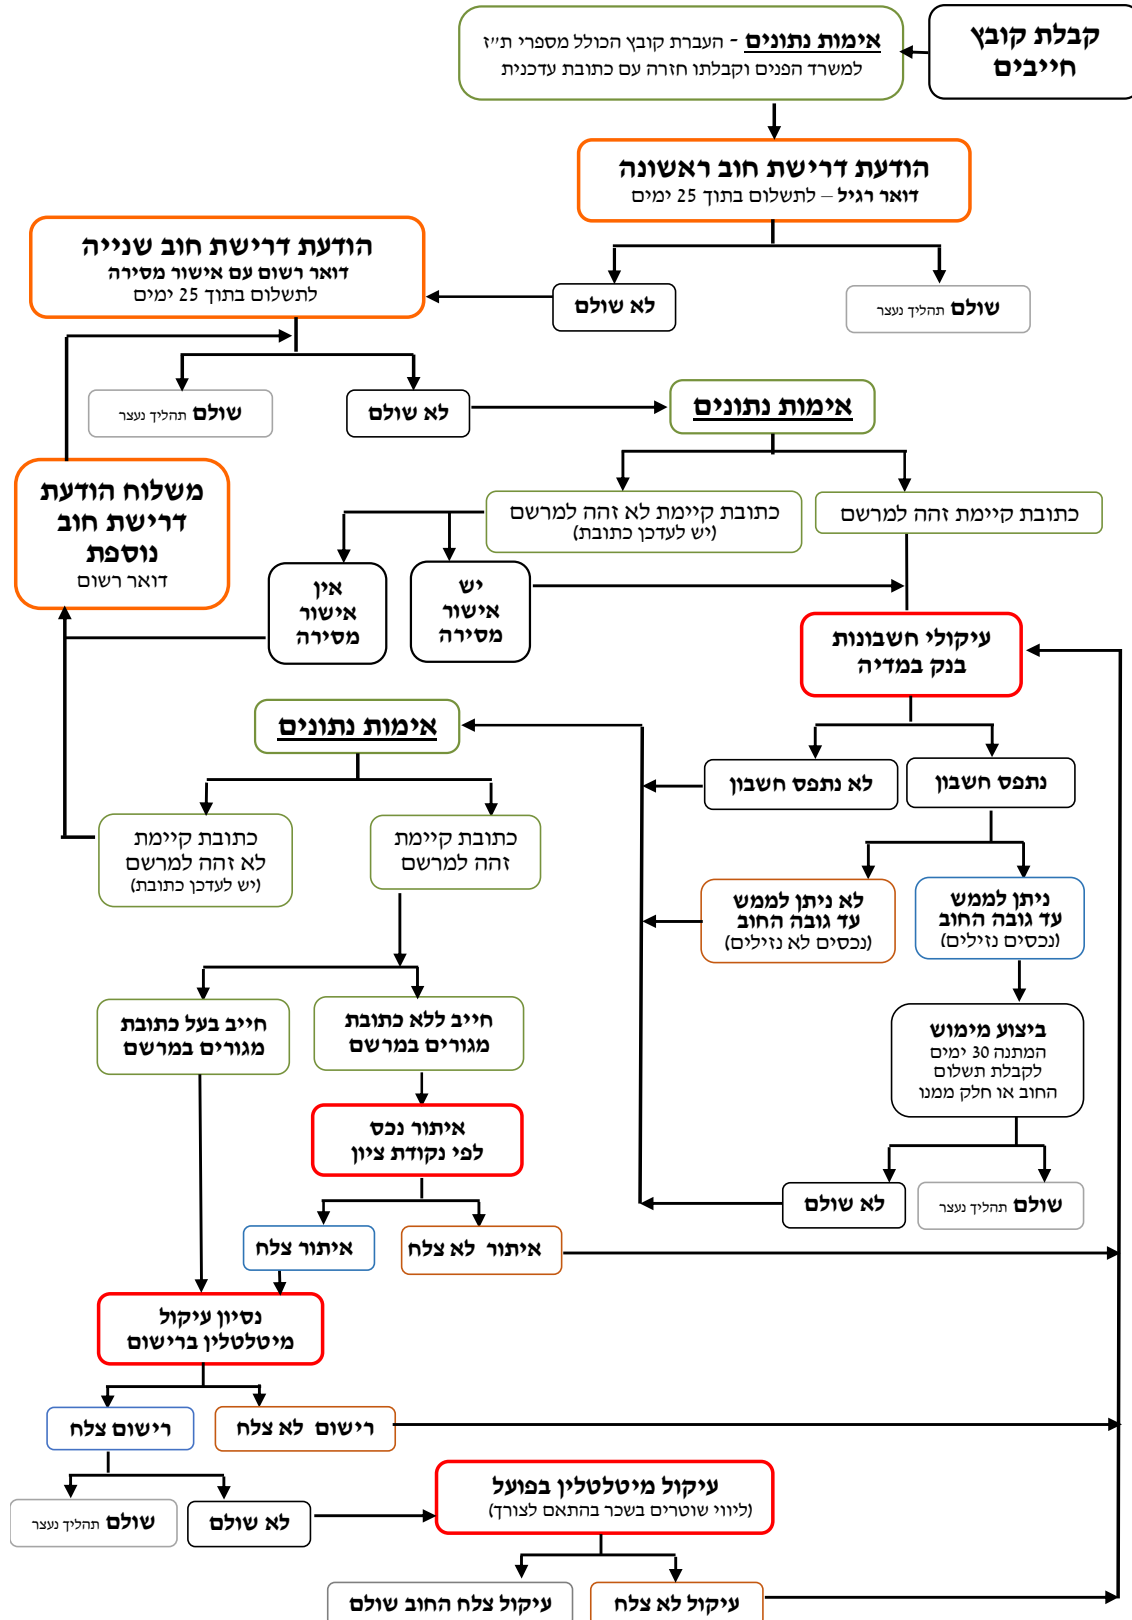 קבלת קובץ
חייבים
אימות נתונים - העברת קובץ הכולל מספרי ת״ז
למשרד הפנים וקבלתו חזרה עם כתובת עדכנית
הודעת דרישת חוב ראשונה
דואר רגיל – לתשלום בתוך 25 ימים
שולם תהליך נעצר
לא שולם
הודעת דרישת חוב שנייה
דואר רשום עם אישור מסירה
לתשלום בתוך 25 ימים
לא שולם
שולם תהליך נעצר
אימות נתונים
כתובת קיימת זהה למרשם
כתובת קיימת לא זהה למרשם
(יש לעדכן כתובת)
יש
אישור
מסירה
אין
אישור
מסירה
משלוח הודעת
דרישת חוב
נוספת
דואר רשום
עיקולי חשבונות
בנק במדיה
נתפס חשבון
לא נתפס חשבון
ניתן לממש
עד גובה החוב
(נכסים נזילים)
לא ניתן לממש
עד גובה החוב
(נכסים לא נזילים)
ביצוע מימוש
המתנה 30 ימים
לקבלת תשלום
החוב או חלק ממנו
שולם תהליך נעצר
לא שולם
אימות נתונים
כתובת קיימת
זהה למרשם
כתובת קיימת
לא זהה למרשם
(יש לעדכן כתובת)
חייב ללא כתובת
מגורים במרשם
חייב בעל כתובת
מגורים במרשם
איתור נכס
לפי נקודת ציון
איתור לא צלח
איתור צלח
נסיון עיקול
מיטלטלין ברישום
רישום לא צלח
רישום צלח
לא שולם
שולם תהליך נעצר
עיקול מיטלטלין בפועל
(ליווי שוטרים בשכר בהתאם לצורך)
עיקול לא צלח
עיקול צלח החוב שולם